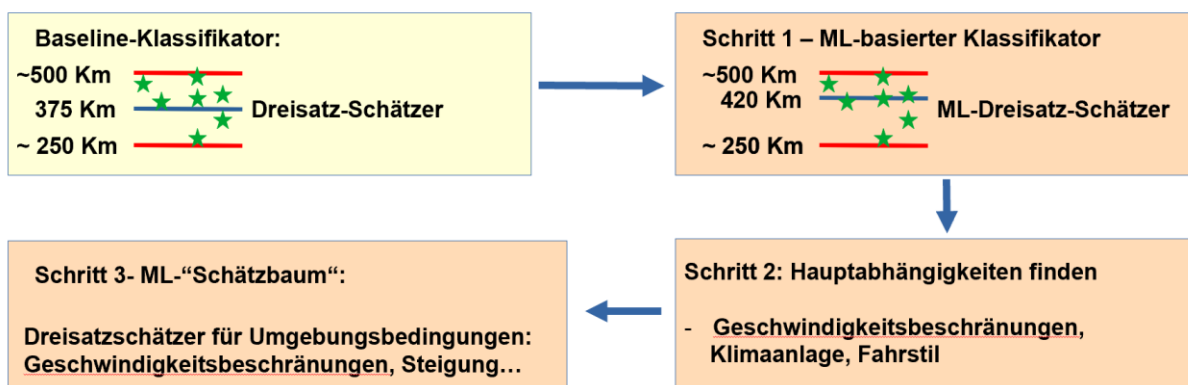 Baseline-Klassifikator:
~500 Km
375 Km Dreisatz-Schätzer
~ 250 Km
Schritt 1 – ML-basierter Klassifikator
~500 Km
420 Km
ML-Dreisatz-Schätzer
~ 250 Km
Schritt 2: Hauptabhängigkeiten finden
- Geschwindigkeitsbeschränungen,
Klimaanlage, Fahrstil
Schritt 3- ML-“Schätzbaum“:
Dreisatzschätzer für Umgebungsbedingungen:
Geschwindigkeitsbeschränungen, Steigung…